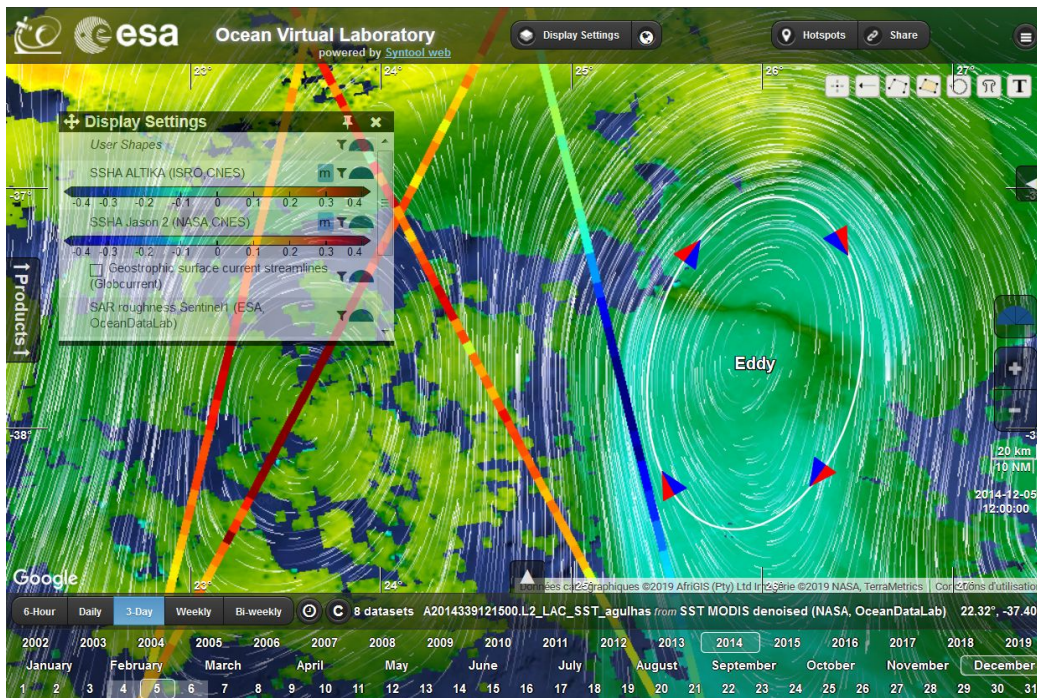 esa
Ocean Virtual Laboratory
powered by Syntool web
Display Settings
Hotspots
Share
23°
24°
25°
26°
27°
T
Display Settings
User Shapes
SSHA ALTIKA (ISRO,CNES)
m
-0.4 -0.3 -0.2 -0.1 0 0.1 0.2 0.3 0.4
-37°
SSHA Jason 2 (NASA,CNES)
m
-0.4 -0.3 -0.2 -0.1 0 0.1 0.2 0.3 0.4
Geostrophic surface current streamlines
(Globcurrent)
SAR roughness Sentinel1 (ESA,
OceanDataLab)
Products
Eddy
-38°
20 km
10 NM
2014-12-05
12:00:00
Google
23°
24°
25°
26°
27°
6-Hour Daily 3-Day Weekly Bi-weekly C 8 datasets A2014339121500.L2_LAC_SST_agulhas from SST MODIS denoised (NASA, OceanDataLab) 22.32°, -37.40
2002 2003 2004 2005 2006 2007 2008 2009 2010 2011 2012 2013 2014 2015 2016 2017 2018 2019
January February March April May June July August September October November December
1 2 3 4 5 6 7 8 9 10 11 12 13 14 15 16 17 18 19 20 21 22 23 24 25 26 27 28 29 30 31